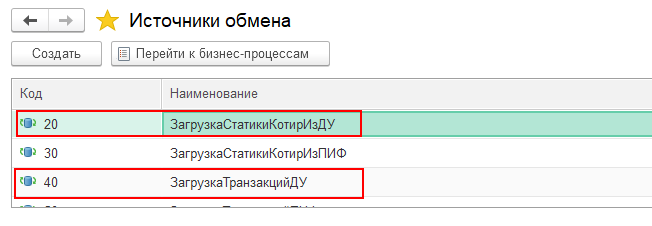 Источники обмена
Создать Перейти к бизнес-процессам
Код Наименование
20 ЗагрузкаСтатикиКотирИзДУ
30 ЗагрузкаСтатикиКотирИзПИФ
40 ЗагрузкаТранзакцийДУ